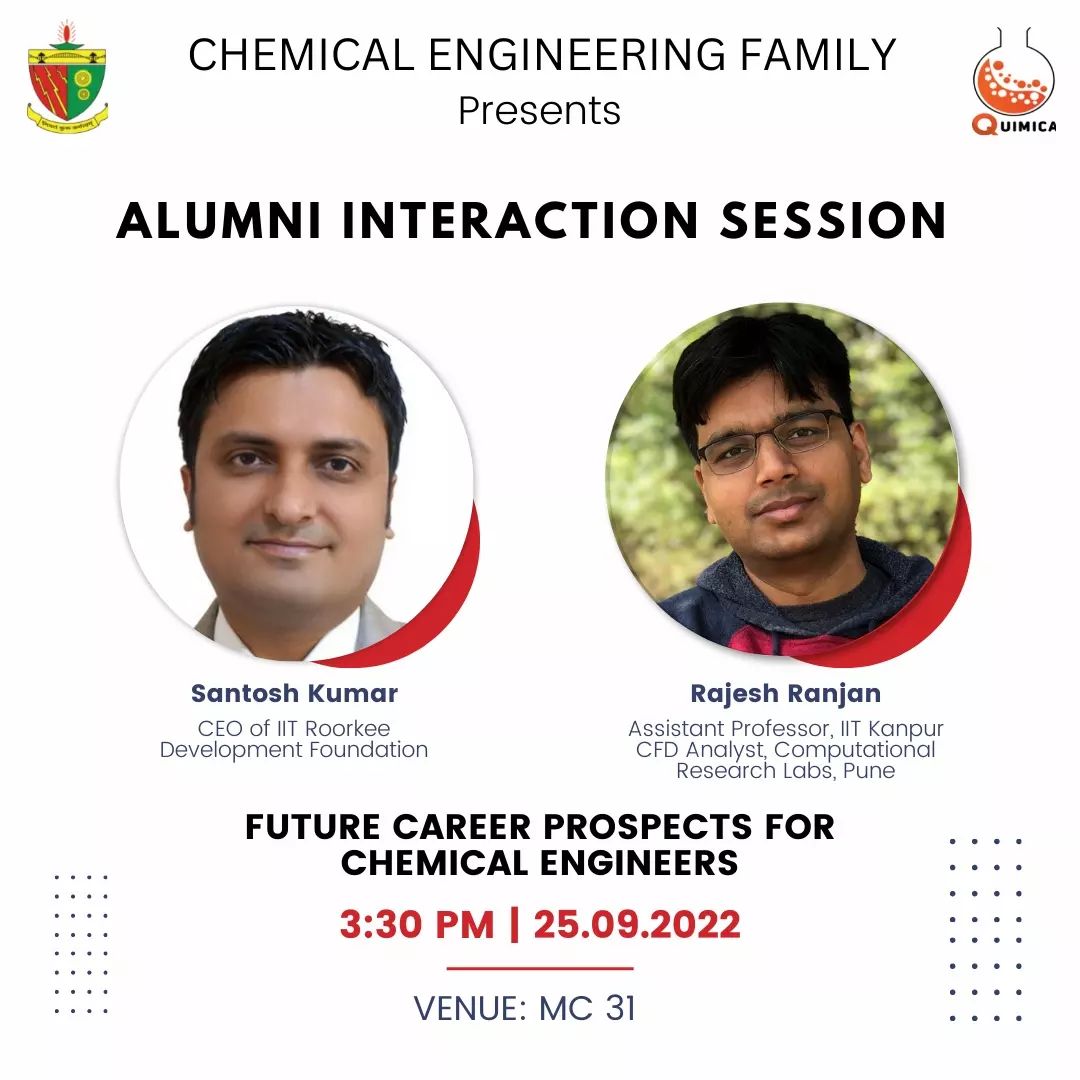 CHEMICAL ENGINEERING FAMILY
Presents
QUIMICA
ALUMNI INTERACTION SESSION
Santosh Kumar
CEO of IIT Roorkee
Development Foundation
Rajesh Ranjan
Assistant Professor, IIT Kanpur
CFD Analyst, Computational
Research Labs, Pune
FUTURE CAREER PROSPECTS FOR
CHEMICAL ENGINEERS
3:30 PM | 25.09.2022
VENUE: MC 31